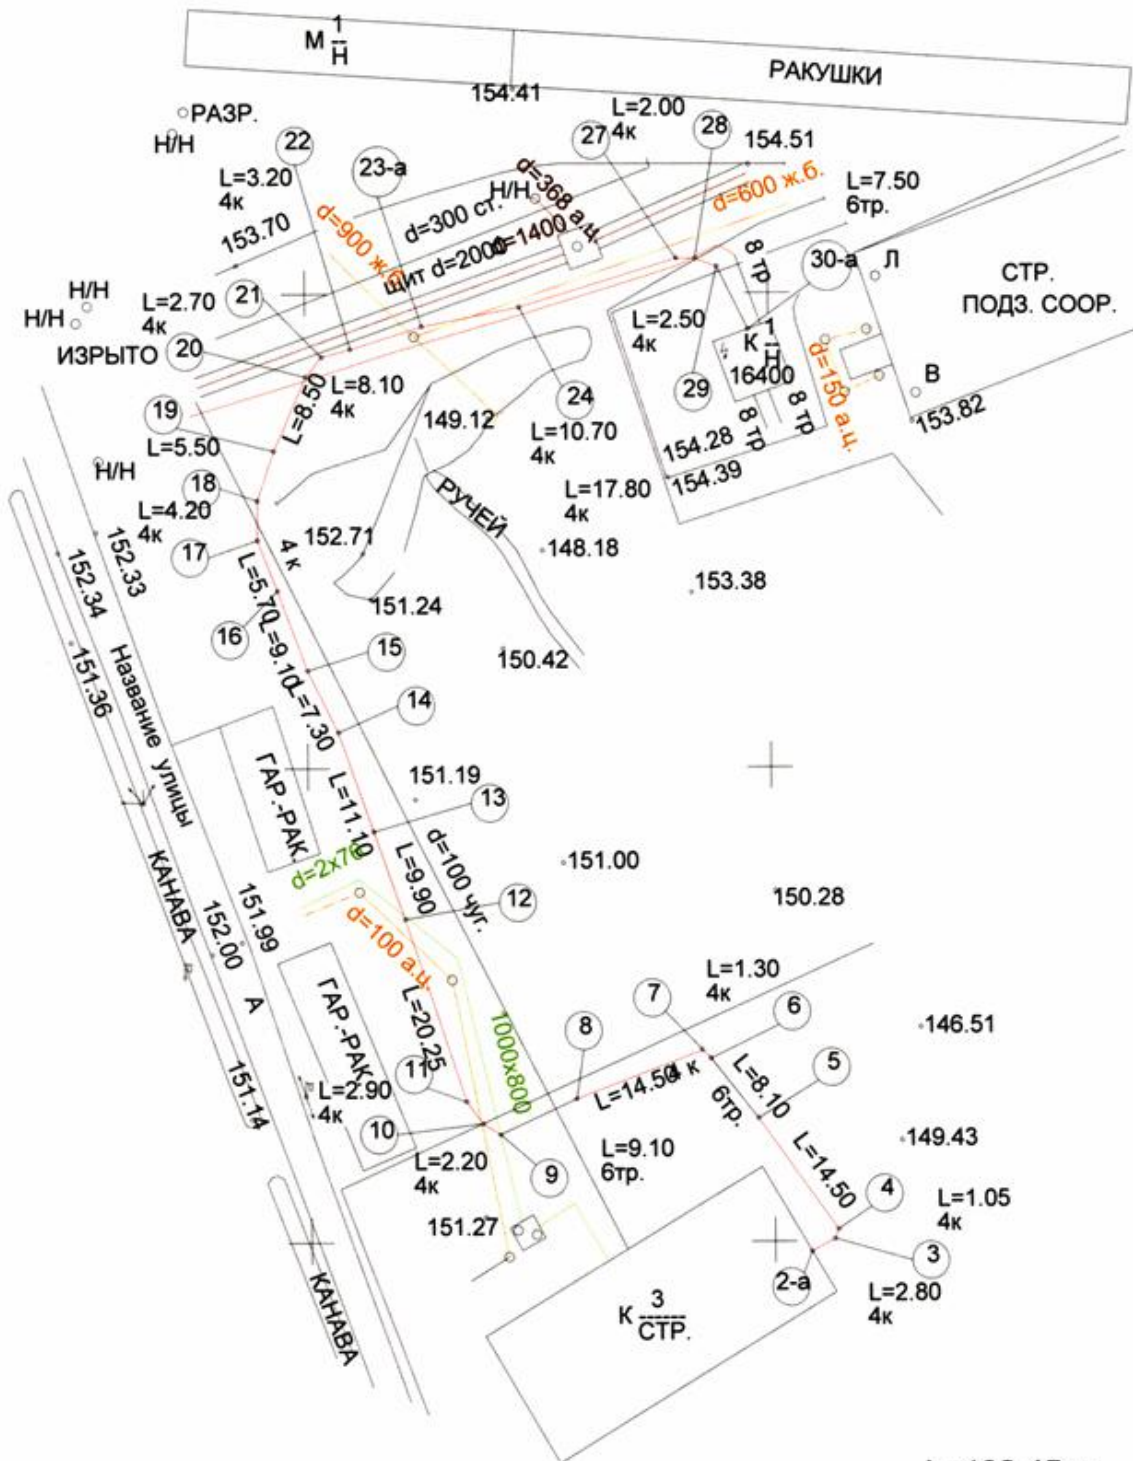 М 1
Н
РАКУШКИ
154.41
РАЗР.
Н/Н
22
23-а
27
L=2.00
4к
28
154.51
L=3.20
4к
Н/Н
d=368 а.ц.
d=600 ж.б.
L=7.50
6тр.
153.70
d=900 ж.б.
d=300 ст.
d=1400
щит d=2000
8 тр
30-а
Л
СТР.
ПОДЗ. СООР.
Н/Н
Н/Н
21
L=2.70
4к
ИЗРЫТО
20
L=2.50
4к
К 1
Н
16400
d=150 а.ц.
В
153.82
19
L=8.50
L=8.10
4к
149.12
24
29
8 тр
8 тр
L=5.50
L=10.70
4к
154.28
154.39
Н/Н
18
L=4.20
4к
РУЧЕЙ
L=17.80
4к
17
4 к
152.71
148.18
152.33
152.34
L=5.70
151.24
153.38
16
L=9.10
15
150.42
151.36
Название улицы
L=7.30
14
ГАР.-РАК.
151.19
L=11.10
13
КАНАВА
d=2x76
d=100 чуг.
151.00
L=9.90
12
150.28
152.00
151.99
А
d=100 а.ц.
ГАР.-РАК.
L=20.25
1000x800
7
L=1.30
4к
6
8
146.51
11
L=2.90
4к
L=14.50
4 к
6тр.
L=8.10
5
151.14
10
L=2.20
4к
9
L=9.10
6тр.
149.43
L=14.50
4
L=1.05
4к
151.27
3
2-а
КАНАВА
L=2.80
4к
К 3
СТР.